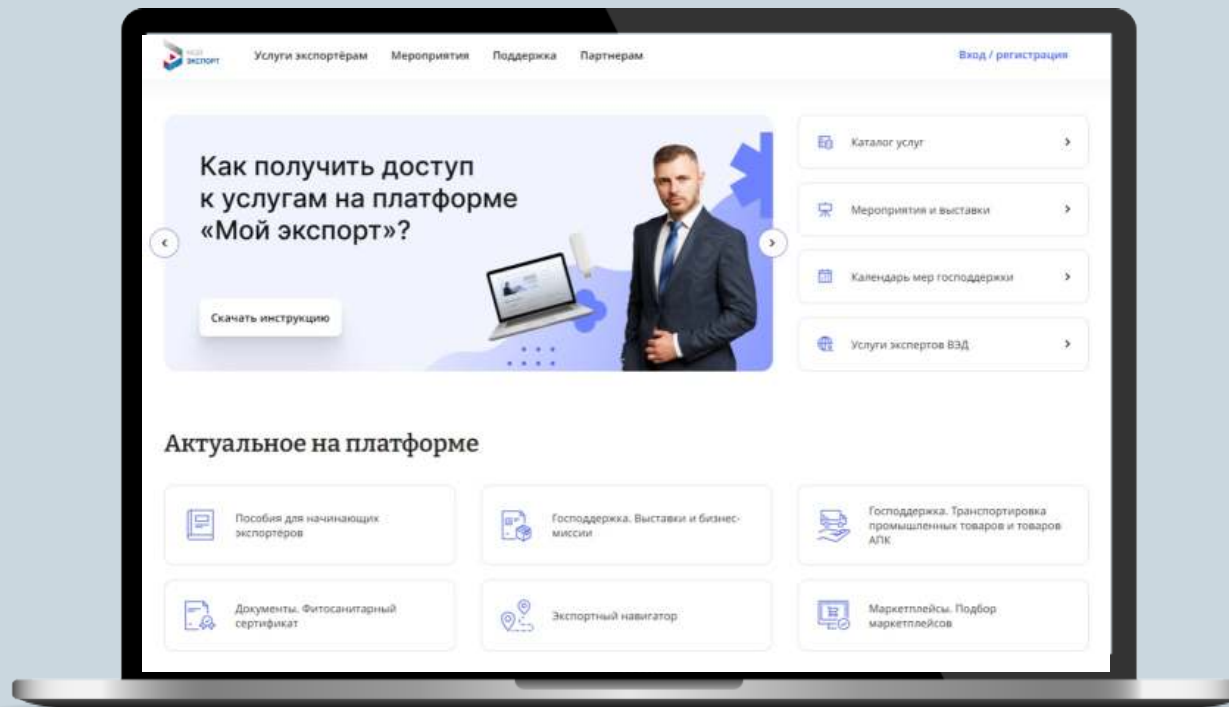 МОЙ
ЭКСПОРТ
Услуги экспортёрам
Мероприятия
Поддержка
Партнерам
Вход / регистрация
Как получить доступ
к услугам на платформе
«Мой экспорт»?
Скачать инструкцию
Каталог услуг
Мероприятия и выставки
Календарь мер господдержки
Услуги экспертов ВЭД
Актуальное на платформе
Пособия для начинающих
экспортёров
Господдержка. Выставки и бизнес-
миссии
Господдержка. Транспортировка
промышленных товаров и товаров
АПК
Документы. Фитосанитарный
сертификат
Экспортный навигатор
Маркетплейсы. Подбор
маркетплейсов